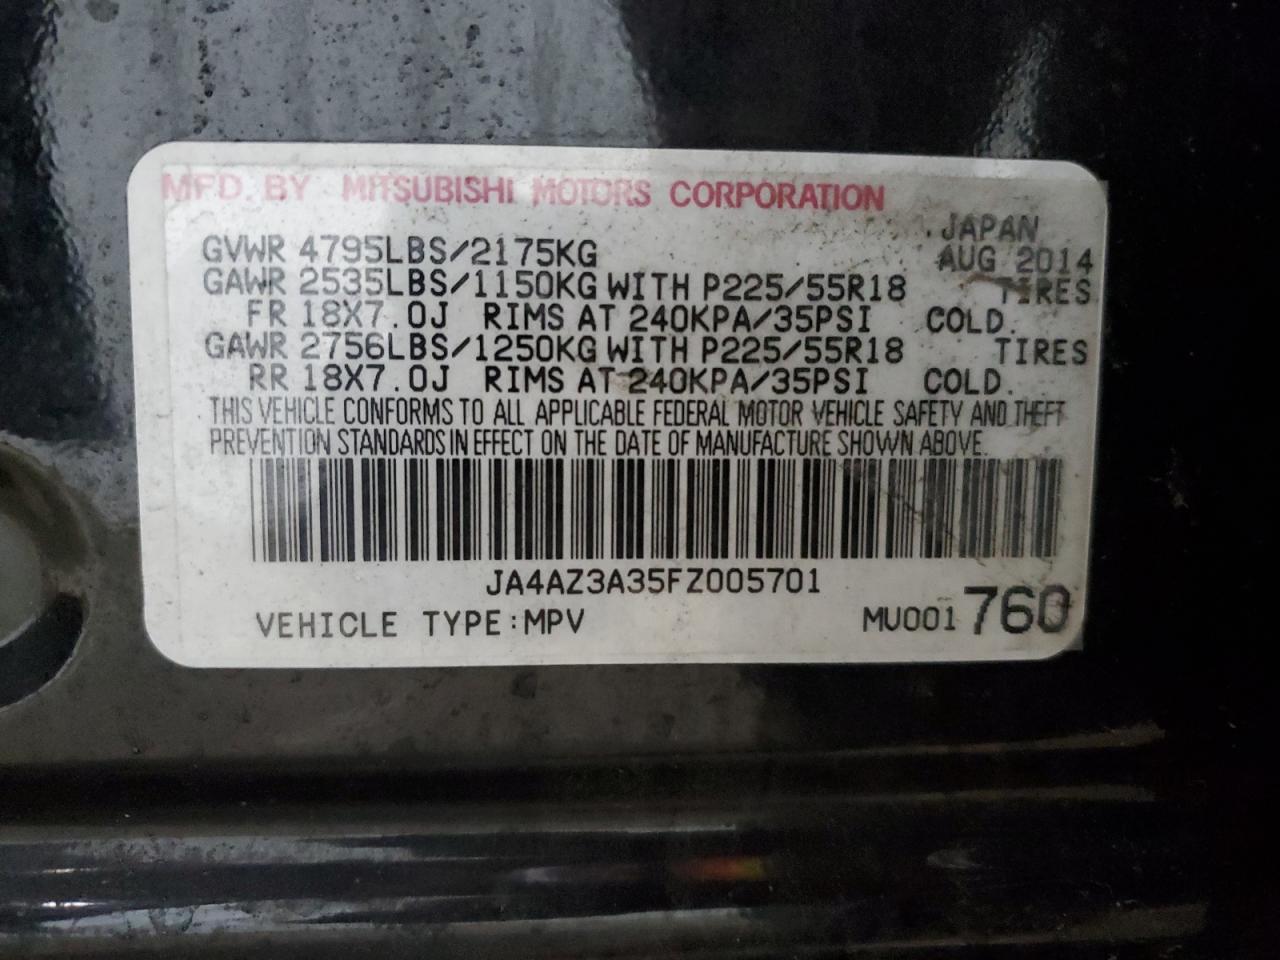 MFD. BY MITSUBISHI MOTORS CORPORATION
JAPAN
GVWR 4795LBS/2175KG AUG 2014
GAWR 2535LBS/1150KG WITH P225/55R18 TIRES
FR 18X7.0J RIMS AT 240KPA/35PSI COLD.
GAWR 2756LBS/1250KG WITH P225/55R18 TIRES
RR 18X7.0J RIMS AT 240KPA/35PSI COLD.
THIS VEHICLE CONFORMS TO ALL APPLICABLE FEDERAL MOTOR VEHICLE SAFETY AND THEFT
PREVENTION STANDARDS IN EFFECT ON THE DATE OF MANUFACTURE SHOWN ABOVE.
JA4AZ3A35FZ005701
VEHICLE TYPE:MPV MU001 760